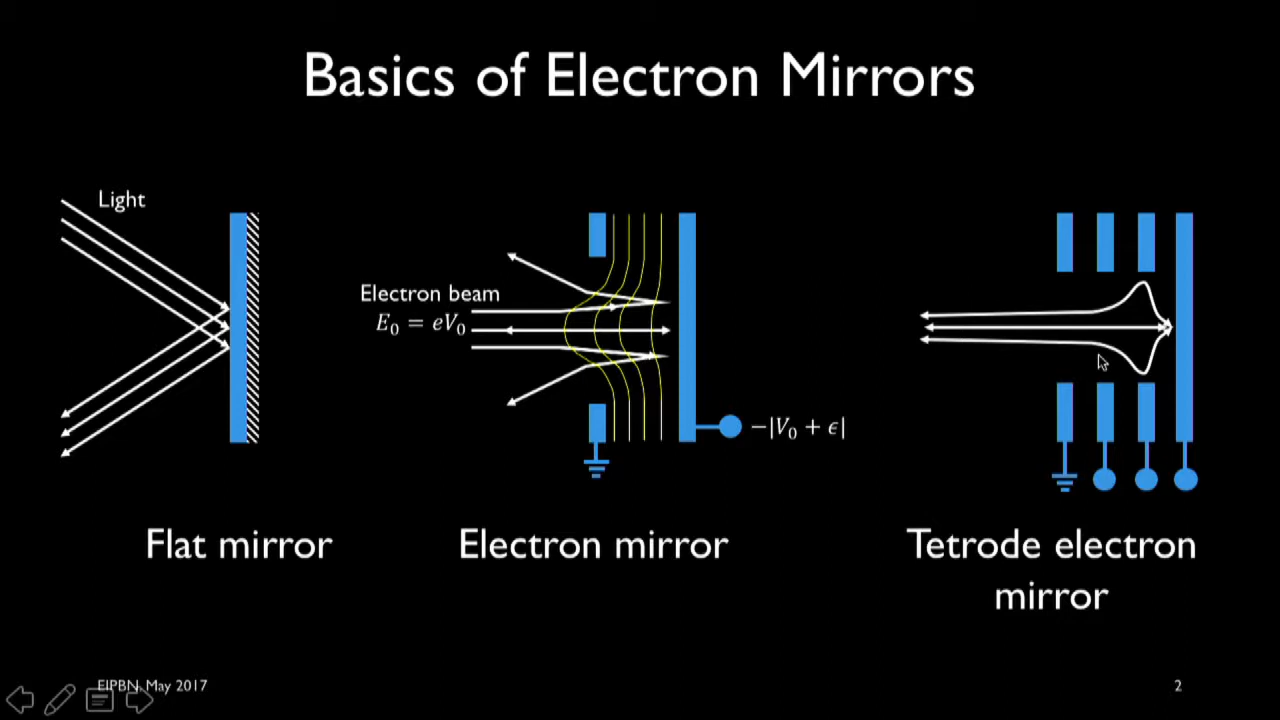 Basics of Electron Mirrors
Light
Electron beam
E₀ = eV₀
−|V₀ + ϵ|
Flat mirror
Electron mirror
Tetrode electron
mirror
EIPBN, May 2017
2